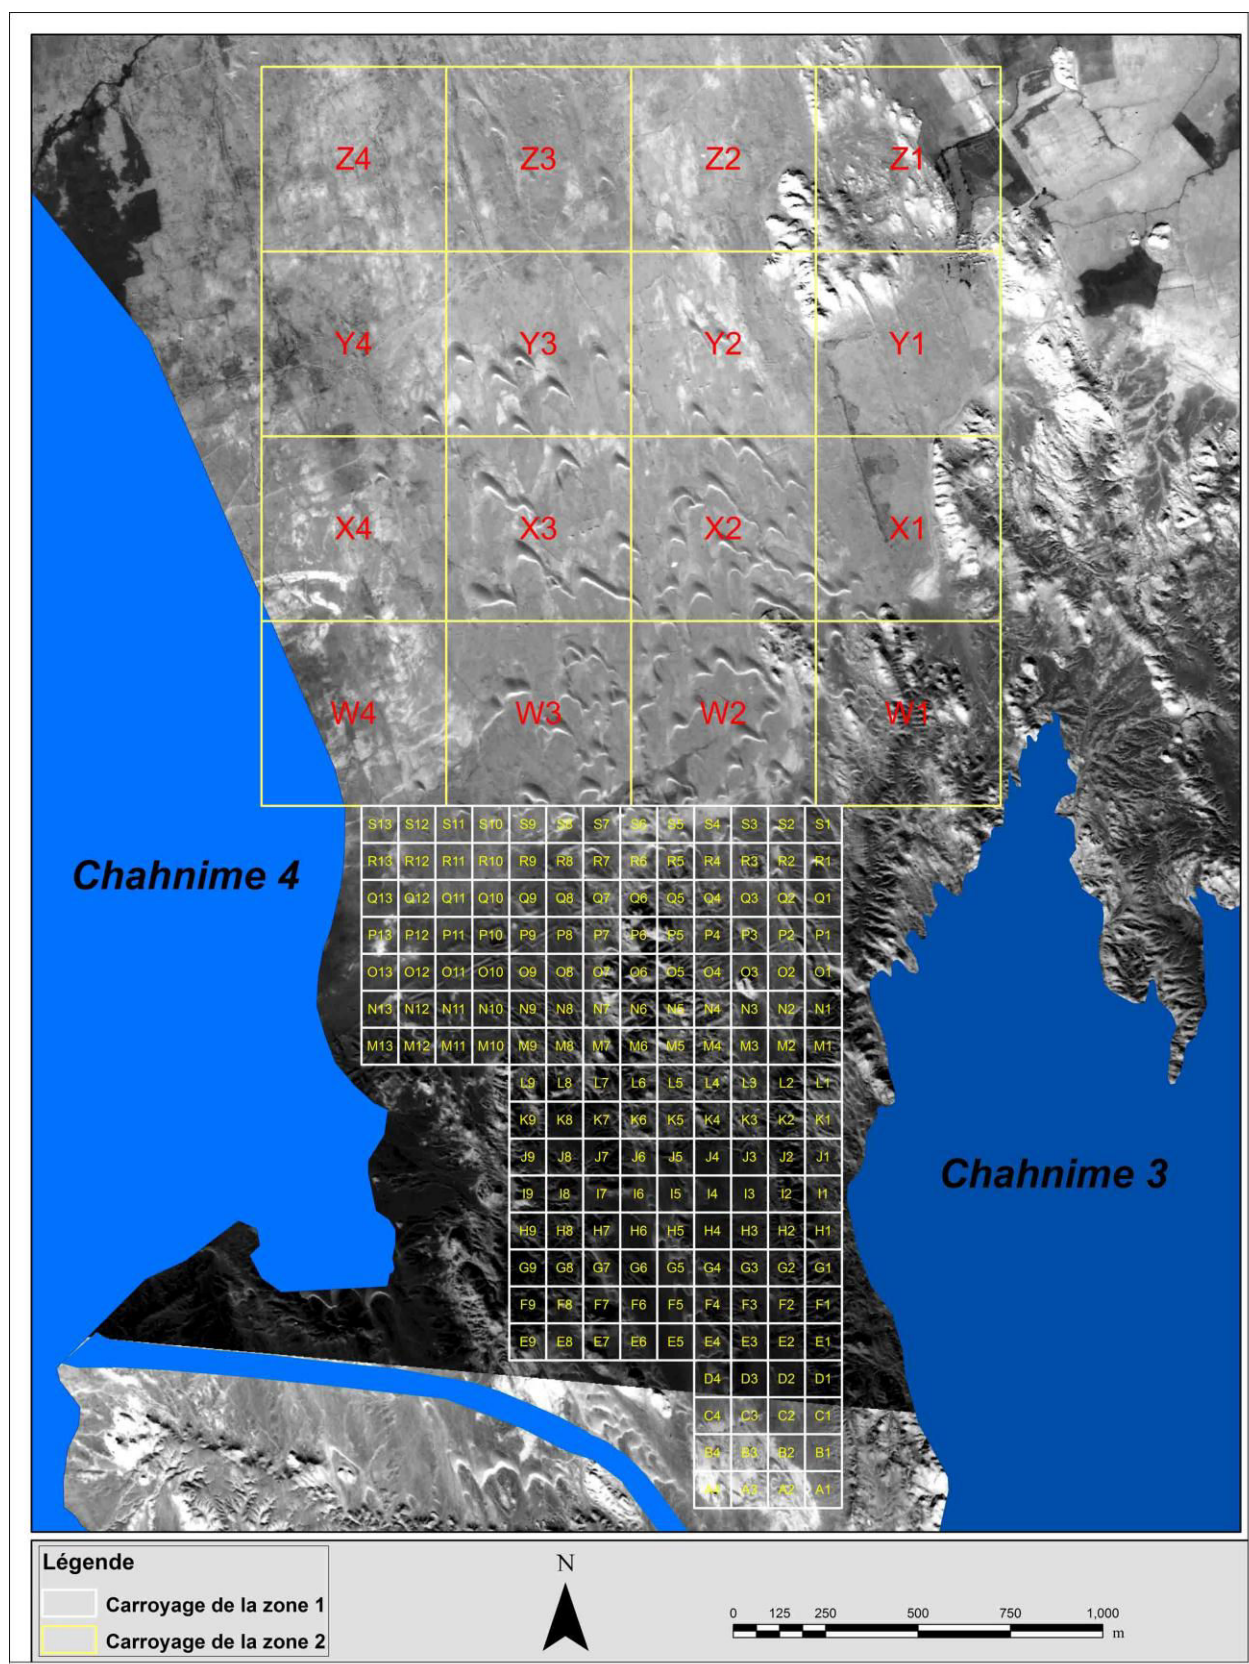 Z4 Z3 Z2 Z1
Y4 Y3 Y2 Y1
X4 X3 X2 X1
W4 W3 W2 W1
S13 S12 S11 S10 S9 S8 S7 S6 S5 S4 S3 S2 S1
R13 R12 R11 R10 R9 R8 R7 R6 R5 R4 R3 R2 R1
Chahnime 4
Q13 Q12 Q11 Q10 Q9 Q8 Q7 Q6 Q5 Q4 Q3 Q2 Q1
P13 P12 P11 P10 P9 P8 P7 P6 P5 P4 P3 P2 P1
O13 O12 O11 O10 O9 O8 O7 O6 O5 O4 O3 O2 O1
N13 N12 N11 N10 N9 N8 N7 N6 N5 N4 N3 N2 N1
M13 M12 M11 M10 M9 M8 M7 M6 M5 M4 M3 M2 M1
L9 L8 L7 L6 L5 L4 L3 L2 L1
K9 K8 K7 K6 K5 K4 K3 K2 K1
J9 J8 J7 J6 J5 J4 J3 J2 J1
Chahnime 3
I9 I8 I7 I6 I5 I4 I3 I2 I1
H9 H8 H7 H6 H5 H4 H3 H2 H1
G9 G8 G7 G6 G5 G4 G3 G2 G1
F9 F8 F7 F6 F5 F4 F3 F2 F1
E9 E8 E7 E6 E5 E4 E3 E2 E1
D4 D3 D2 D1
C4 C3 C2 C1
B4 B3 B2 B1
A4 A3 A2 A1
Légende
Carroyage de la zone 1
Carroyage de la zone 2
N
0 125 250 500 750 1,000
m